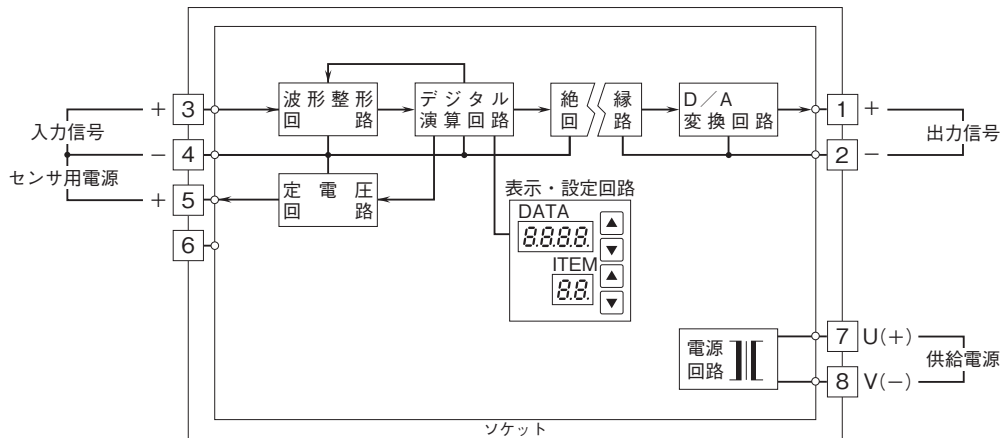 入力信号
センサ用電源
+ 3
− 4
+ 5
6
波形整形
回路
デジタル
演算回路
絶縁
回路
D／A
変換回路
定電圧
回路
表示・設定回路
DATA
8.8.8.8.
ITEM
8.8.
▲
▼
▲
▼
1 +
2 −
出力信号
電源
回路
7 U(+)
8 V(−)
供給電源
ソケット